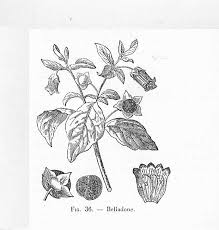 Fig. 36. — Belladone.